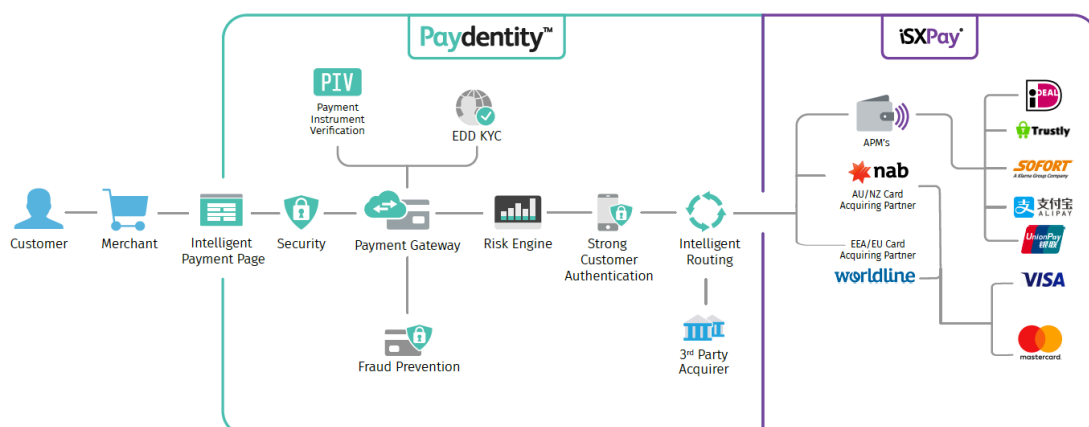 Paydentity™
iSXPay
PIV
Payment
Instrument
Verification
EDD KYC
Customer
Merchant
Intelligent
Payment Page
Security
Payment Gateway
Risk Engine
Strong
Customer
Authentication
Intelligent
Routing
Fraud Prevention
3rd Party
Acquirer
APM's
nab
AU/NZ Card
Acquiring Partner
EEA/EU Card
Acquiring Partner
worldline
iDEAL
Trustly
SOFORT
A Klarna Group Company
支 支付宝
ALIPAY
UnionPay
银联
VISA
mastercard.